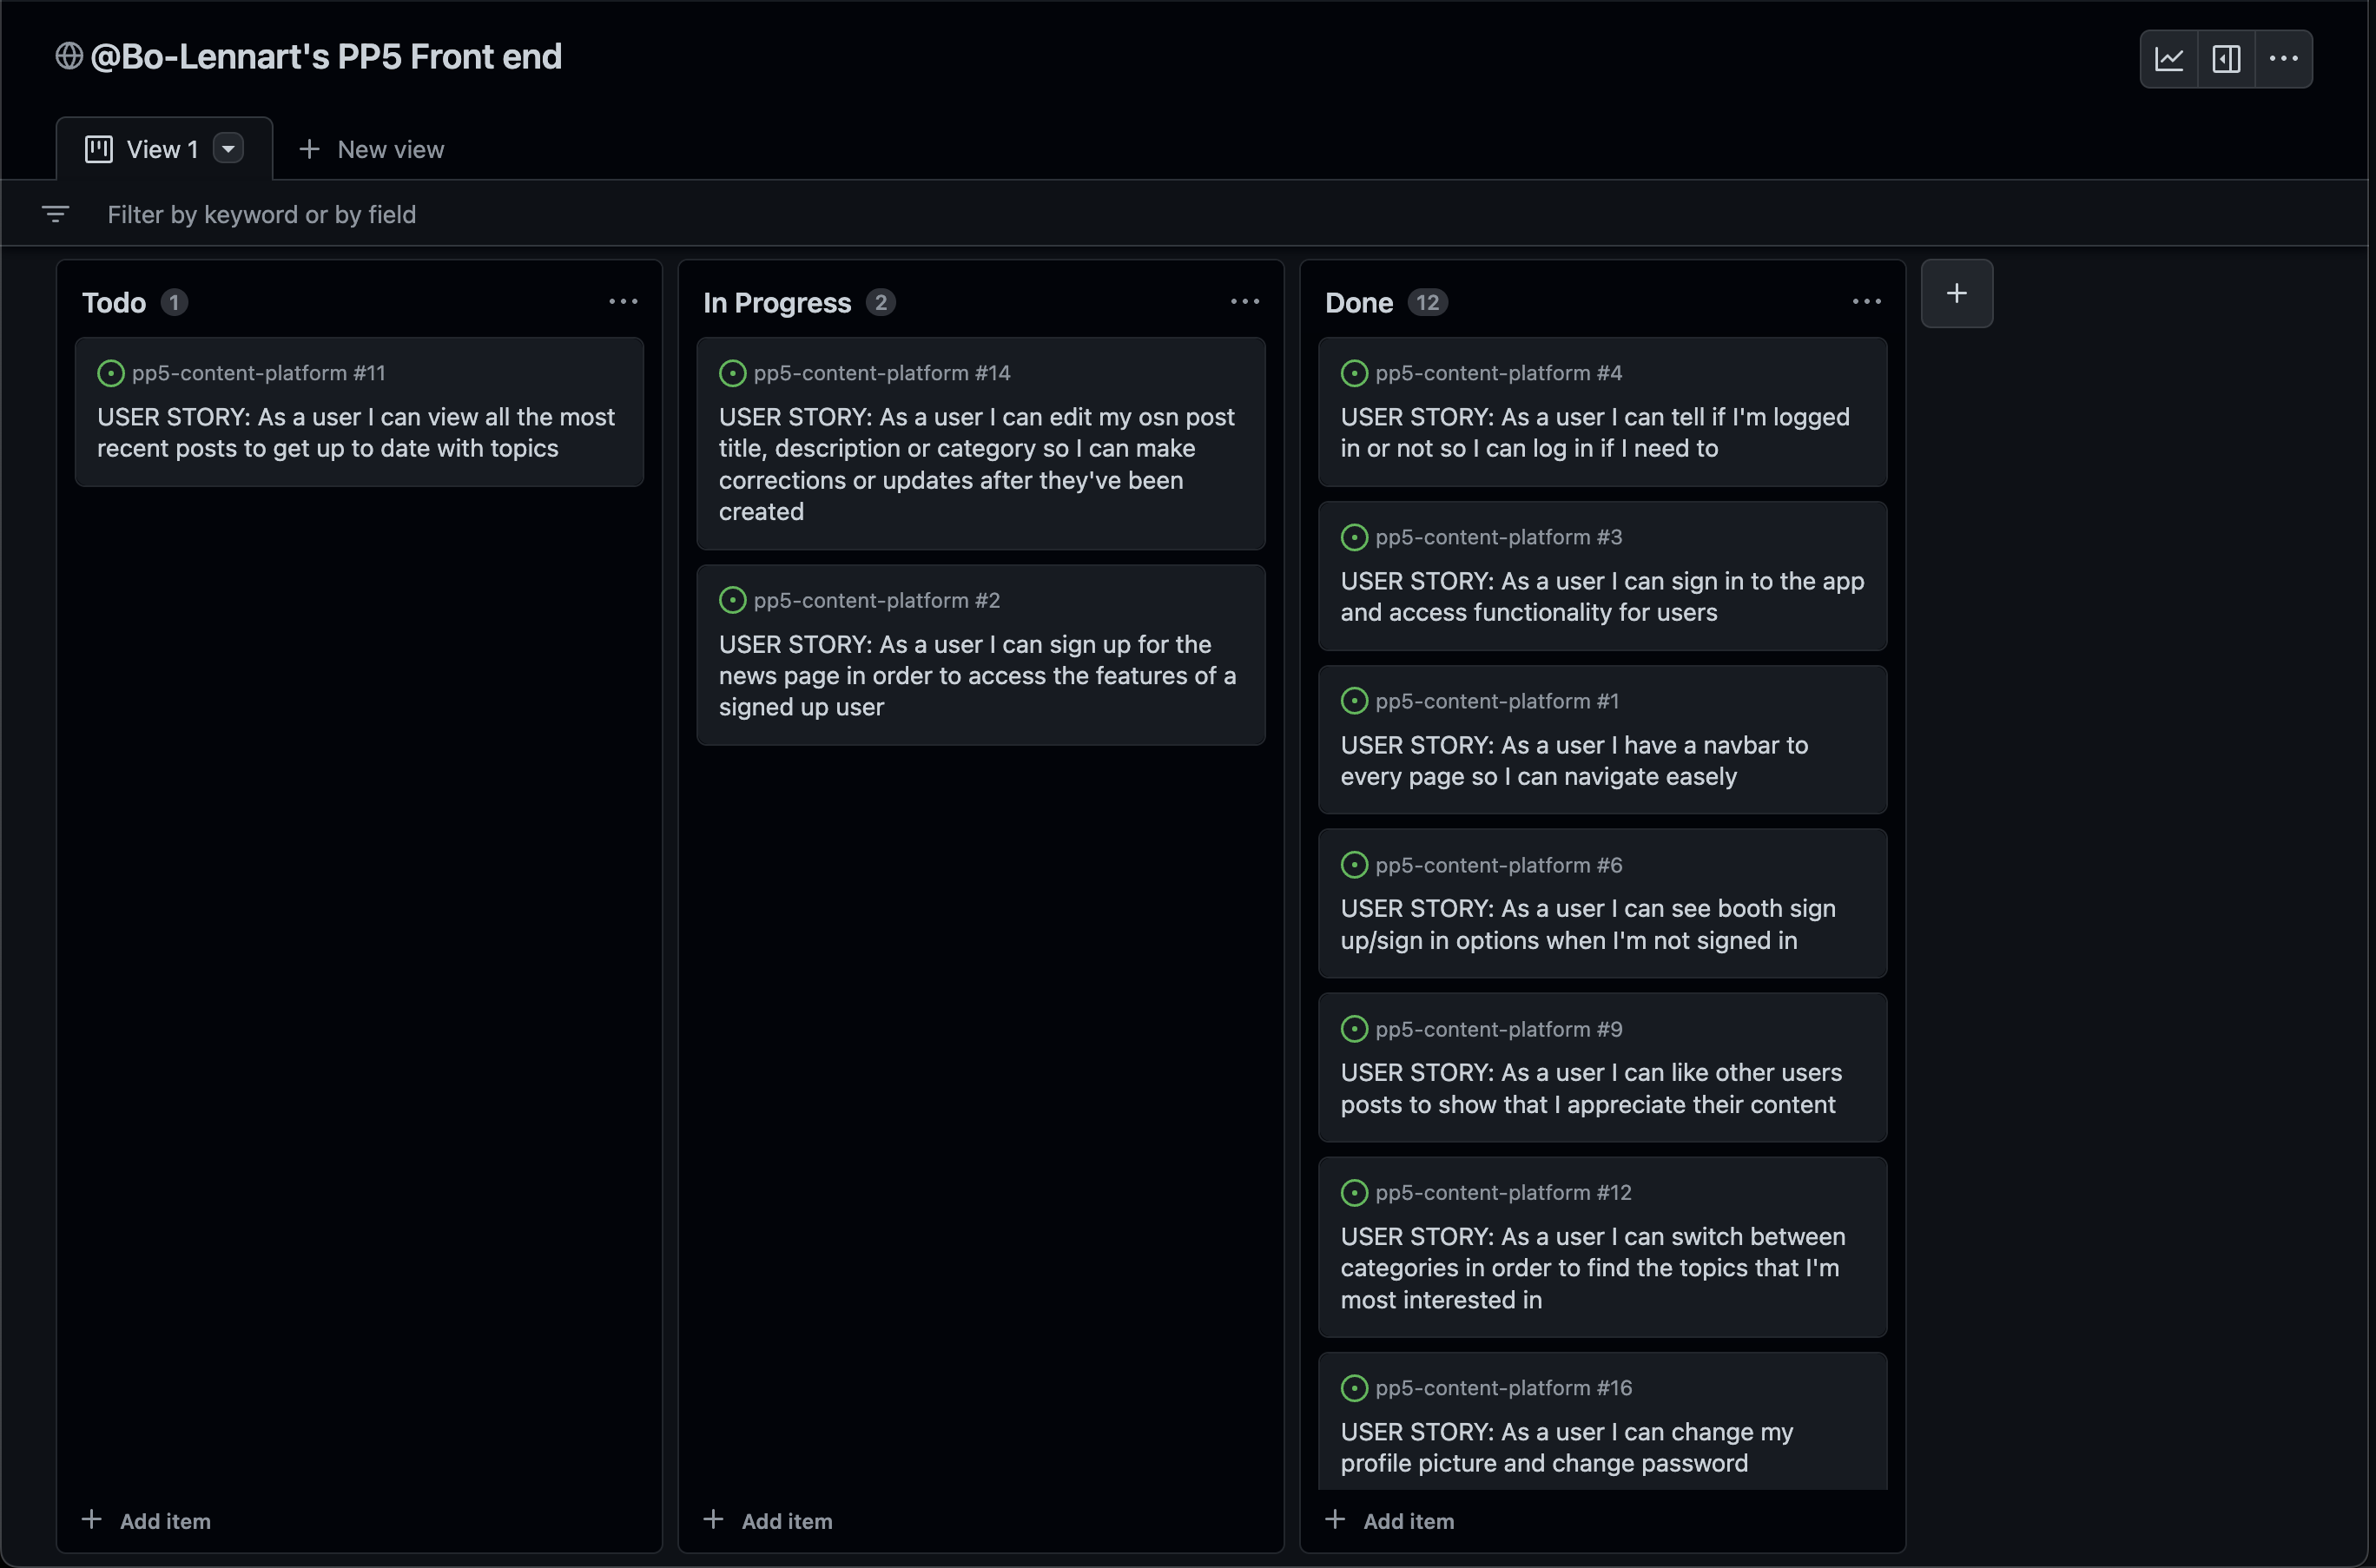 @Bo-Lennart's PP5 Front end
View 1
New view
Filter by keyword or by field
Todo 1
pp5-content-platform #11
USER STORY: As a user I can view all the most
recent posts to get up to date with topics
Add item
In Progress 2
pp5-content-platform #14
USER STORY: As a user I can edit my osn post
title, description or category so I can make
corrections or updates after they've been
created
pp5-content-platform #2
USER STORY: As a user I can sign up for the
news page in order to access the features of a
signed up user
Add item
Done 12
pp5-content-platform #4
USER STORY: As a user I can tell if I'm logged
in or not so I can log in if I need to
pp5-content-platform #3
USER STORY: As a user I can sign in to the app
and access functionality for users
pp5-content-platform #1
USER STORY: As a user I have a navbar to
every page so I can navigate easely
pp5-content-platform #6
USER STORY: As a user I can see booth sign
up/sign in options when I'm not signed in
pp5-content-platform #9
USER STORY: As a user I can like other users
posts to show that I appreciate their content
pp5-content-platform #12
USER STORY: As a user I can switch between
categories in order to find the topics that I'm
most interested in
pp5-content-platform #16
USER STORY: As a user I can change my
profile picture and change password
Add item